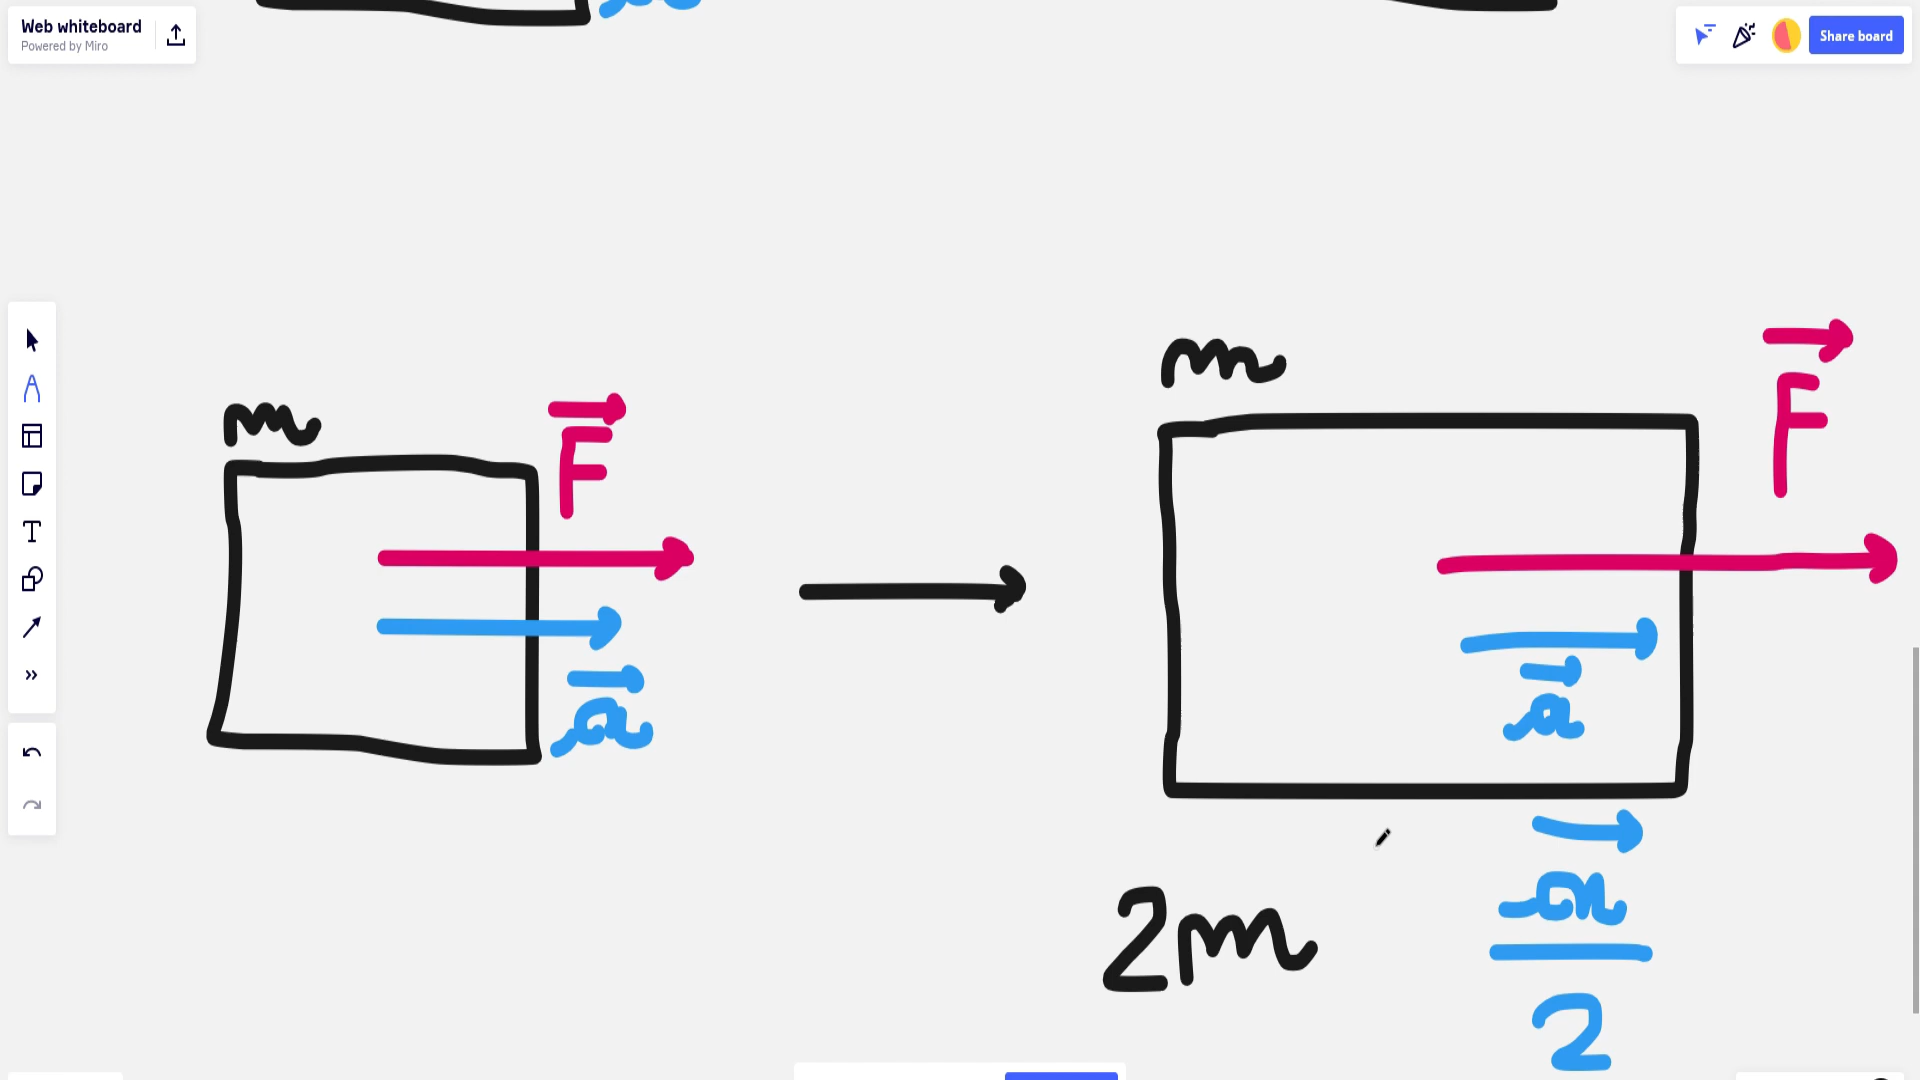 Web whiteboard
Powered by Miro
Share board
m
F
a
m
F
a
2m
a
2